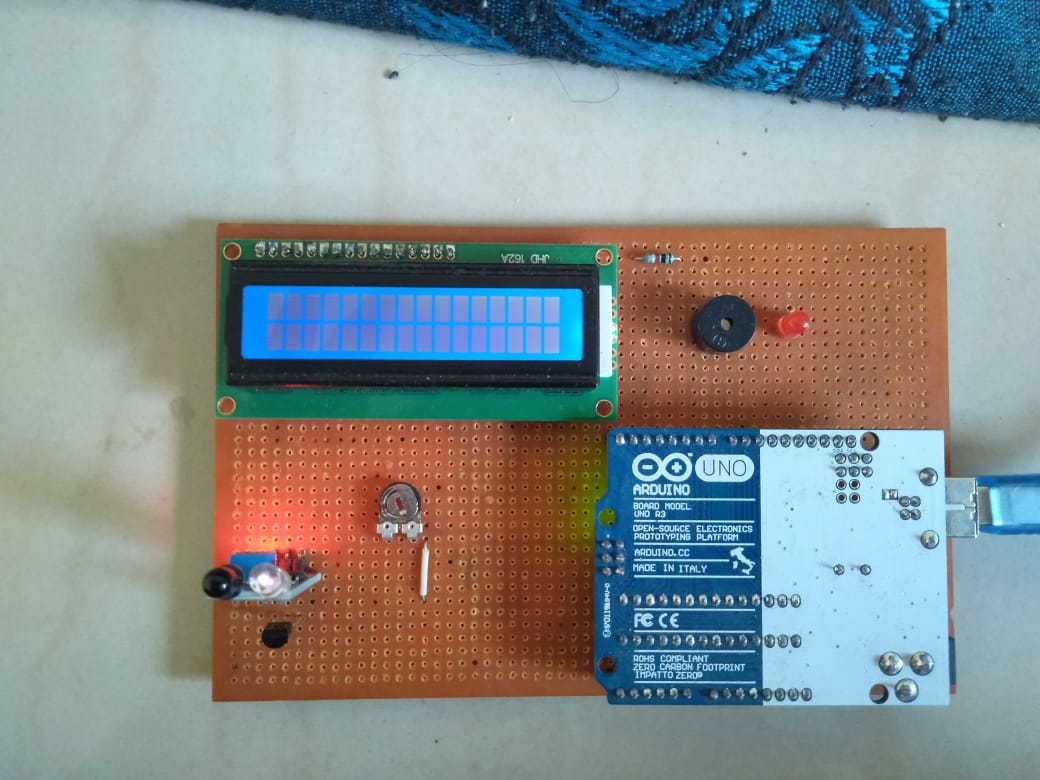 JHD 162A
UNO
ARDUINO
BOARD MODEL
UNO R3
OPEN-SOURCE ELECTRONICS
PROTOTYPING PLATFORM
ARDUINO.CC
MADE IN ITALY
FC CE
ROHS COMPLIANT
ZERO CARBON FOOTPRINT
IMPATTO ZERO®